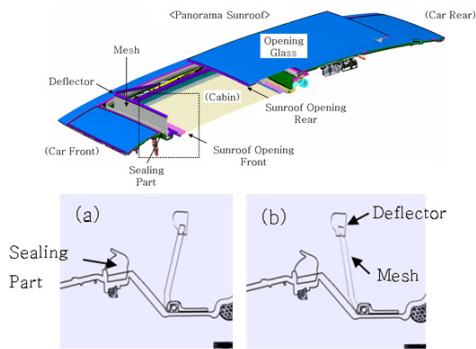 <Panorama Sunroof>
(Car Rear)
Mesh
Opening
Glass
Deflector
(Cabin)
Sunroof Opening
Rear
(Car Front)
Sunroof Opening
Front
Sealing
Part
(a)
(b)
Deflector
Sealing
Part
Mesh